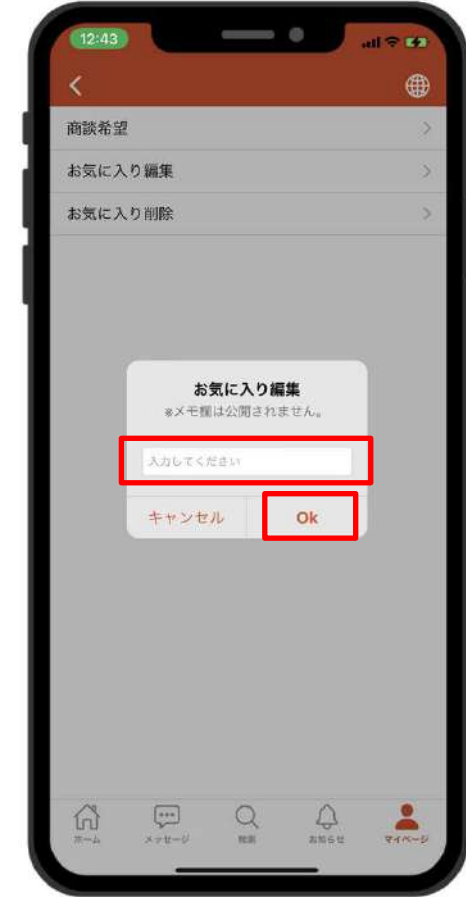 12:43
商談希望
お気に入り編集
お気に入り削除
お気に入り編集
※メモ欄は公開されません。
入力してください
キャンセル
Ok
ホーム
メッセージ
検索
お知らせ
マイページ